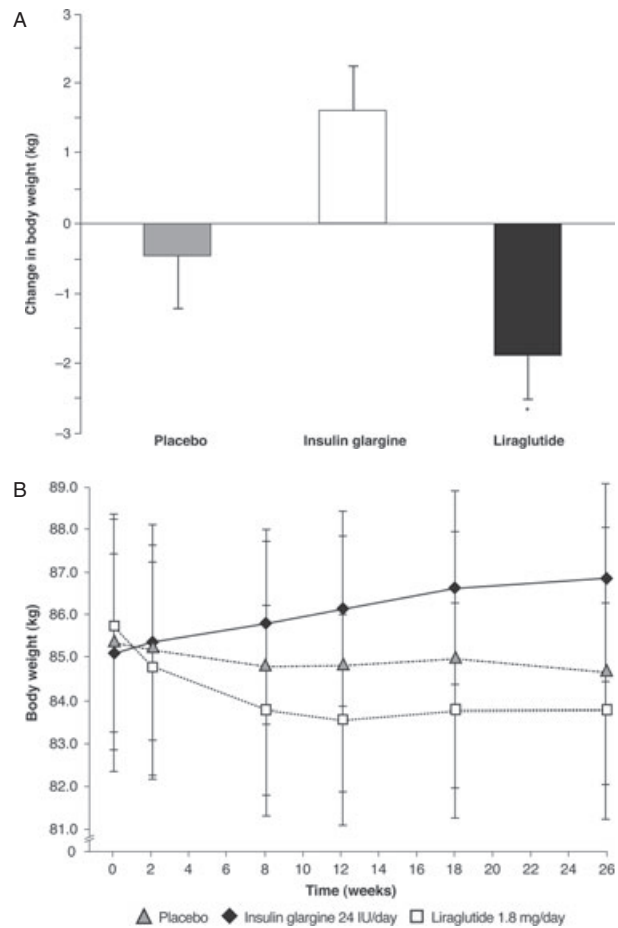 A
Change in body weight (kg)
3
2
1
0
–1
–2
–3
*
Placebo Insulin glargine Liraglutide
B
Body weight (kg)
89.0
88.0
87.0
86.0
85.0
84.0
83.0
82.0
81.0
0
0 2 4 6 8 10 12 14 16 18 20 22 24 26
Time (weeks)
Placebo Insulin glargine 24 IU/day Liraglutide 1.8 mg/day